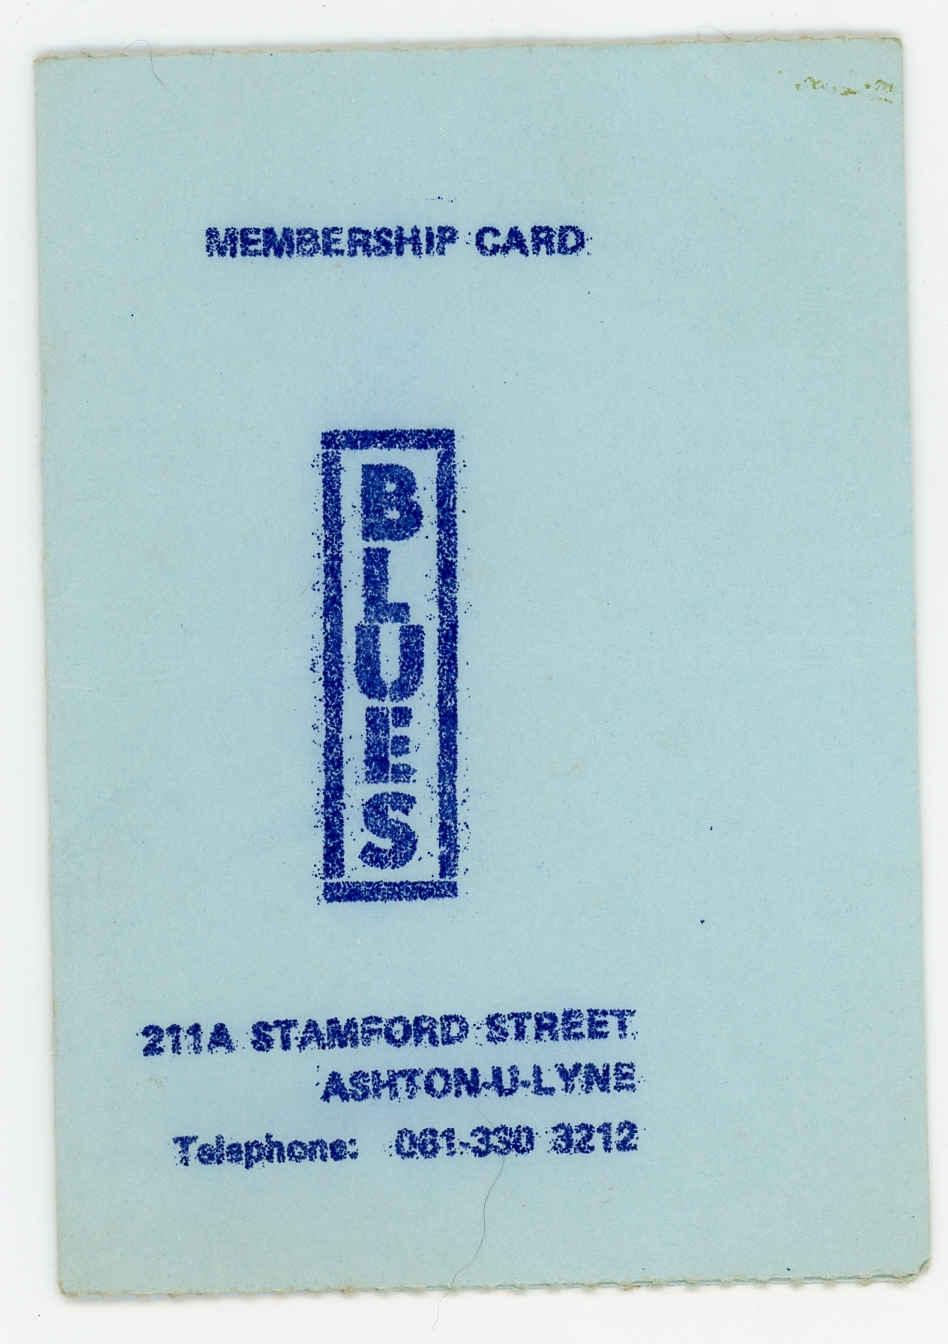 MEMBERSHIP CARD
BLUES
211A STAMFORD STREET
ASHTON-U-LYNE
Telephone: 061-330 3212